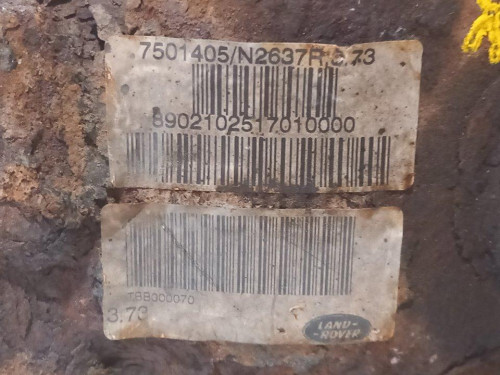 7501405/N2637R,3.73
8902102517010000
TBB000070
3.73
LAND-
-ROVER